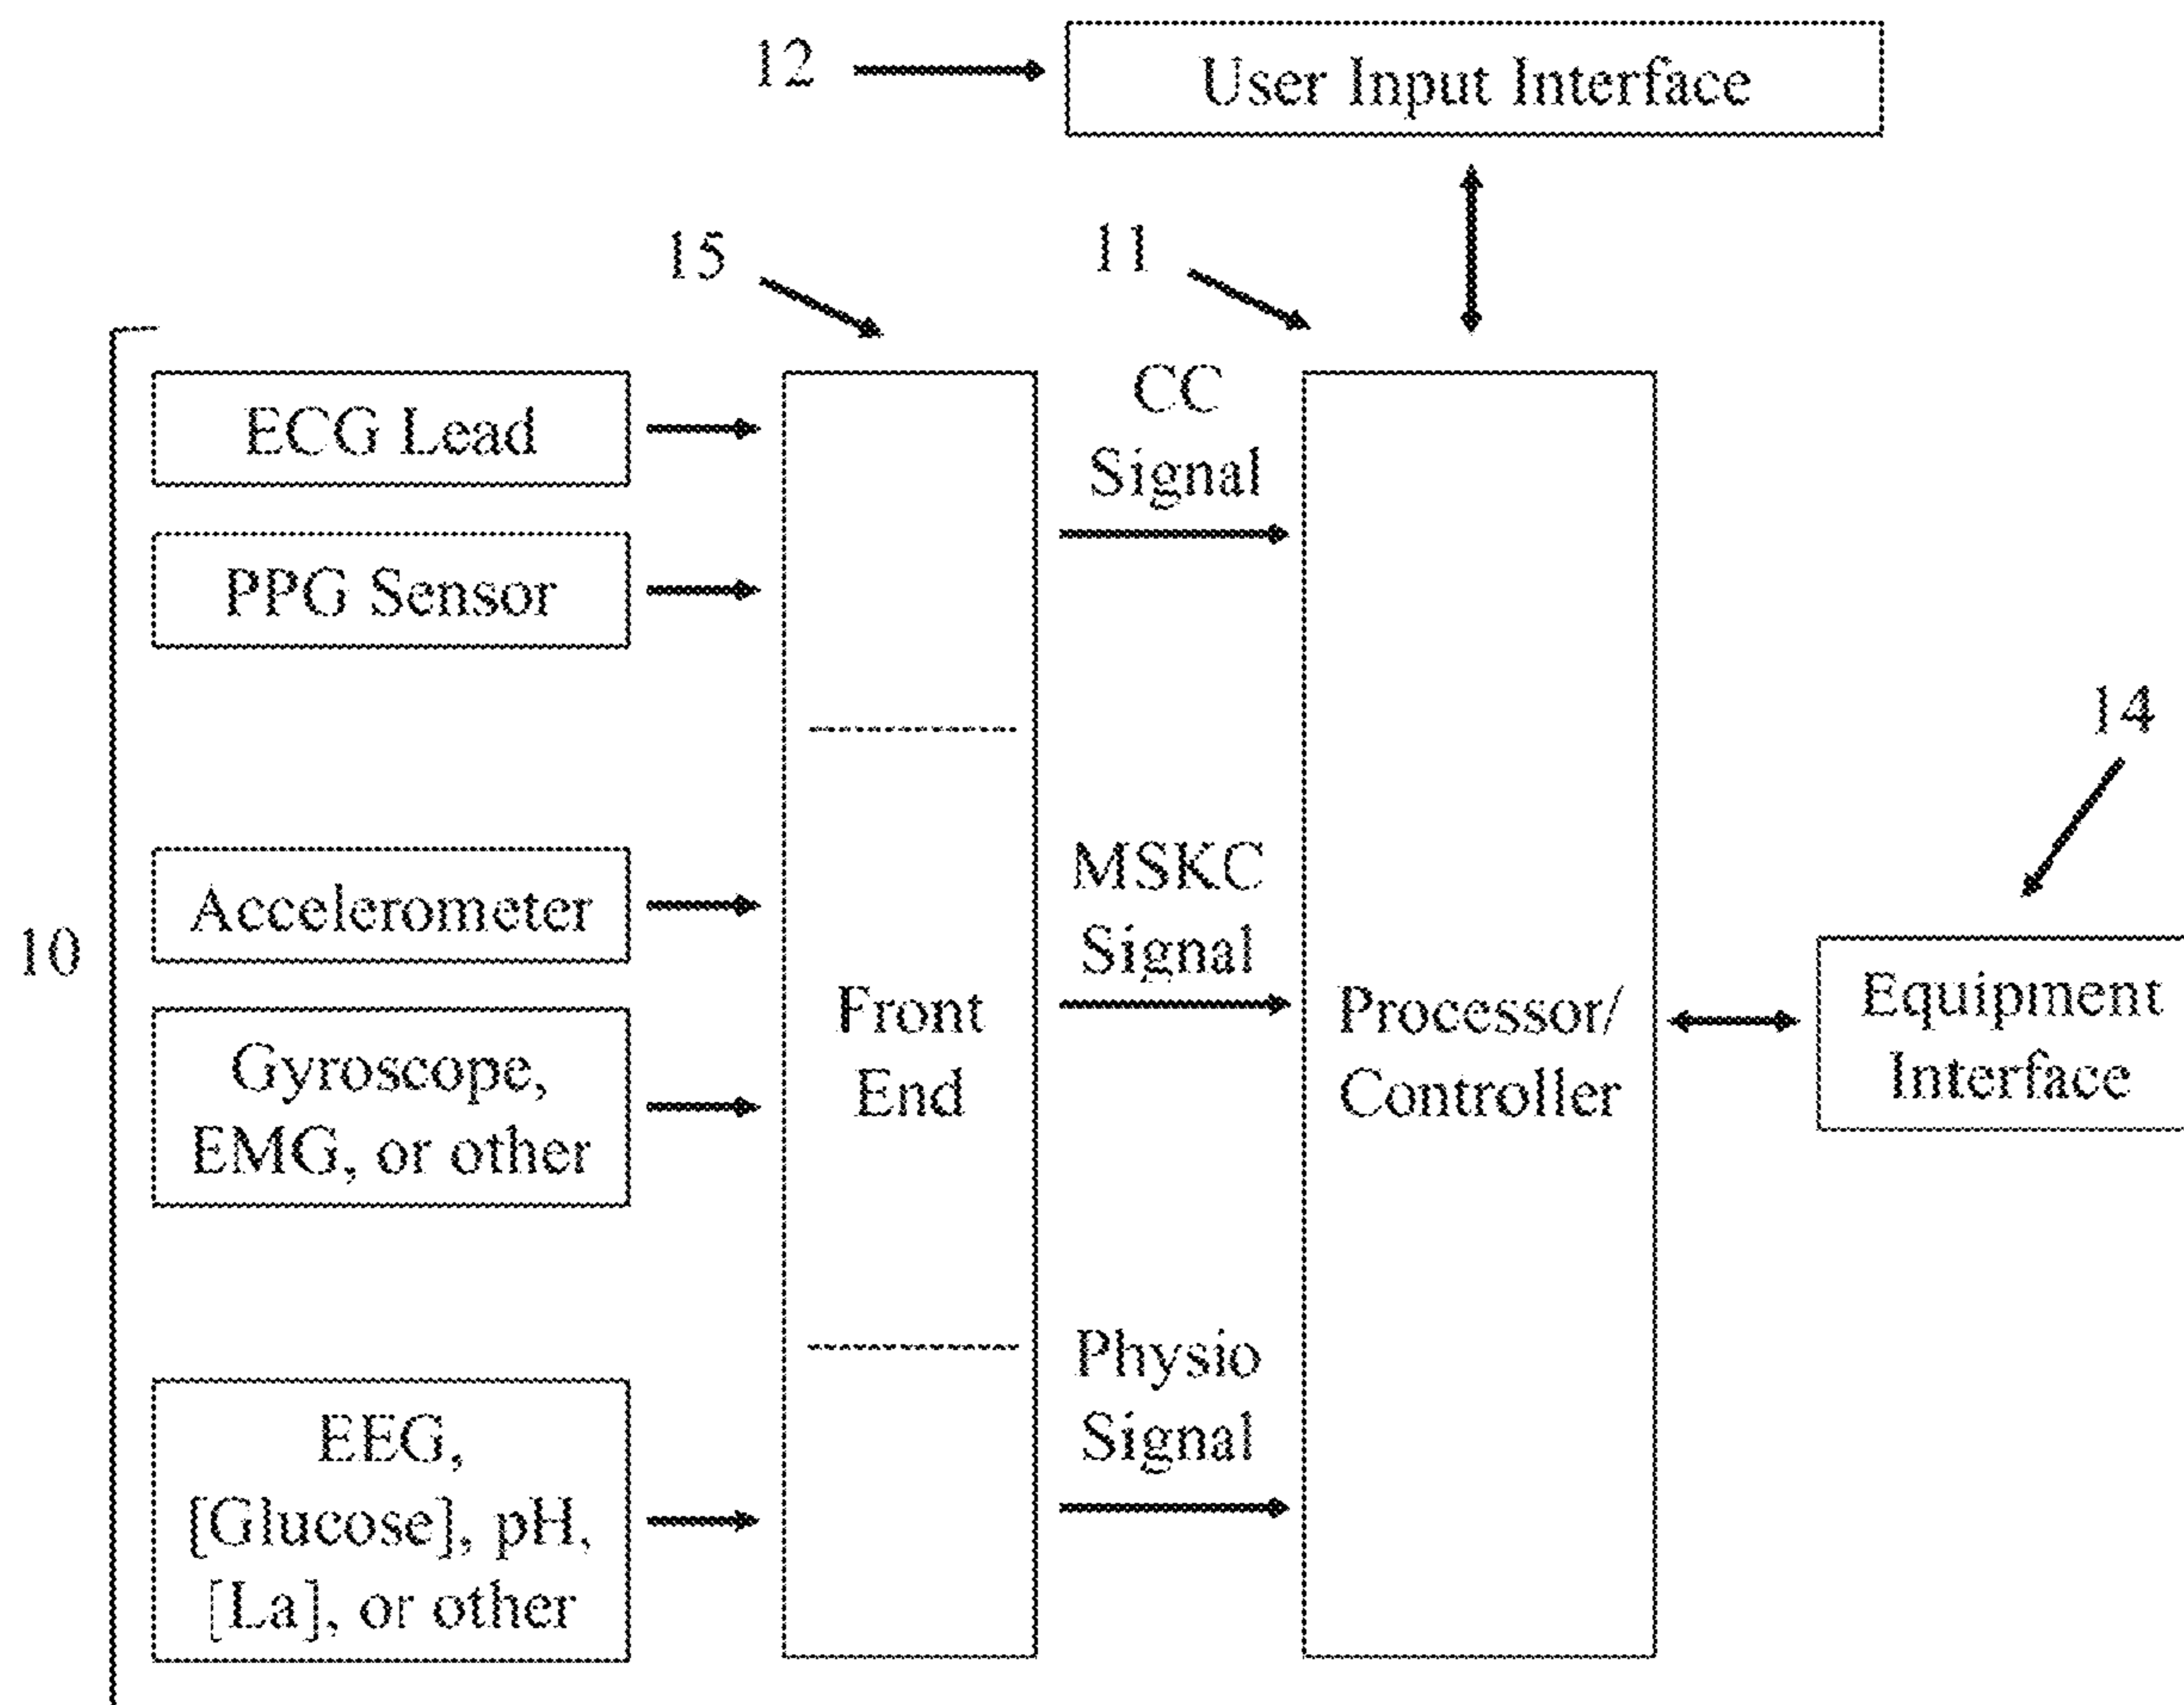 12
User Input Interface
15
11
10
ECG Lead
PPG Sensor
Accelerometer
Gyroscope,
EMG, or other
EEG,
[Glucose], pH,
[La], or other
Front
End
CC
Signal
MSKC
Signal
Physio
Signal
Processor/
Controller
14
Equipment
Interface